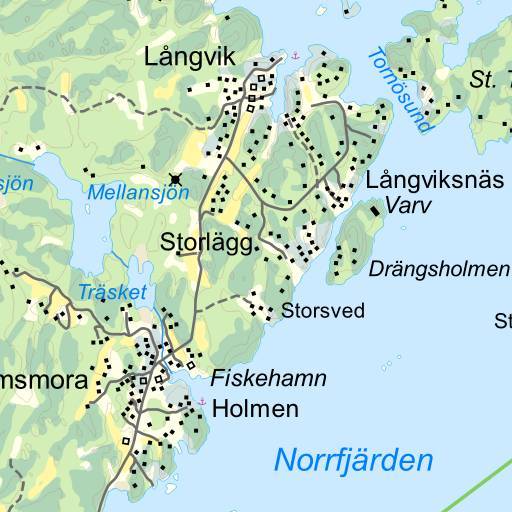 Långvik
Tornösund
St. T
sjön
Mellansjön
Långviksnäs
Varv
Storlägg.
Drängsholmen
Träsket
Storsved
St
msmora
Fiskehamn
Holmen
Norrfjärden